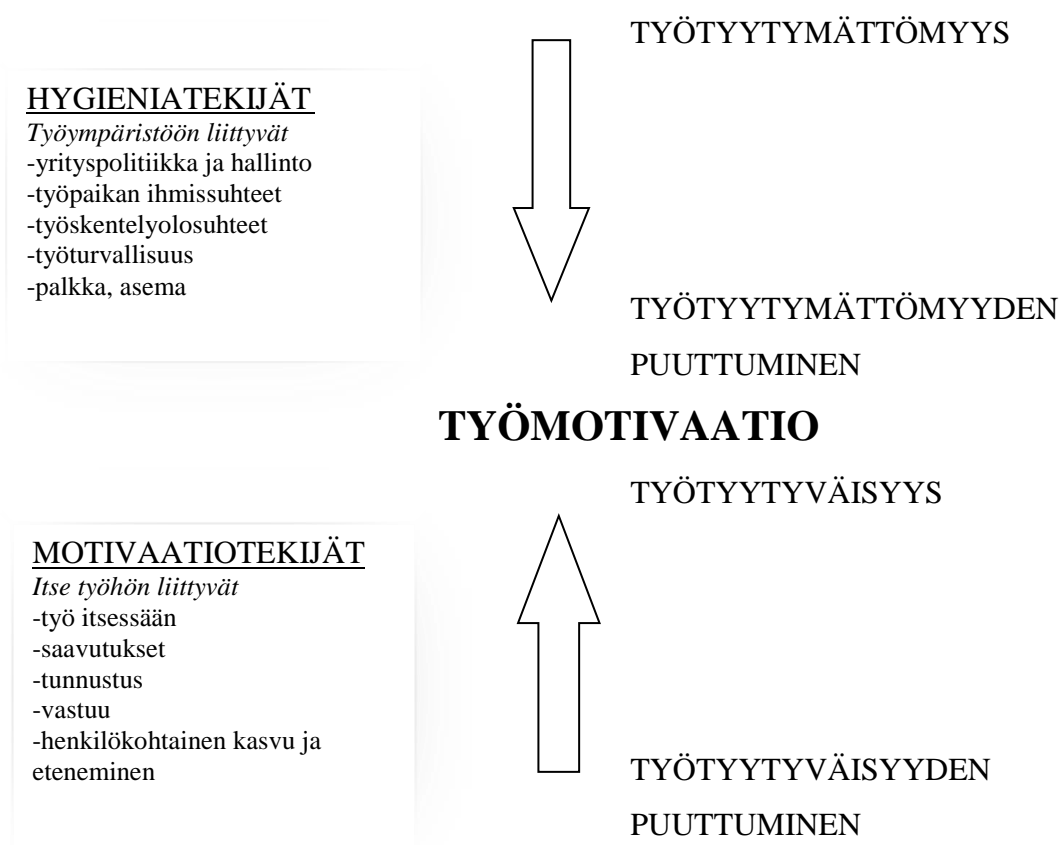 TYÖTYYTYMÄTTÖMYYS
HYGIENIATEKIJÄT
Työympäristöön liittyvät
-yrityspolitiikka ja hallinto
-työpaikan ihmissuhteet
-työskentelyolosuhteet
-työturvallisuus
-palkka, asema
TYÖTYYTYMÄTTÖMYYDEN
PUUTTUMINEN
TYÖMOTIVAATIO
TYÖTYYTYVÄISYYS
MOTIVAATIOTEKIJÄT
Itse työhön liittyvät
-työ itsessään
-saavutukset
-tunnustus
-vastuu
-henkilökohtainen kasvu ja
eteneminen
TYÖTYYTYVÄISYYDEN
PUUTTUMINEN